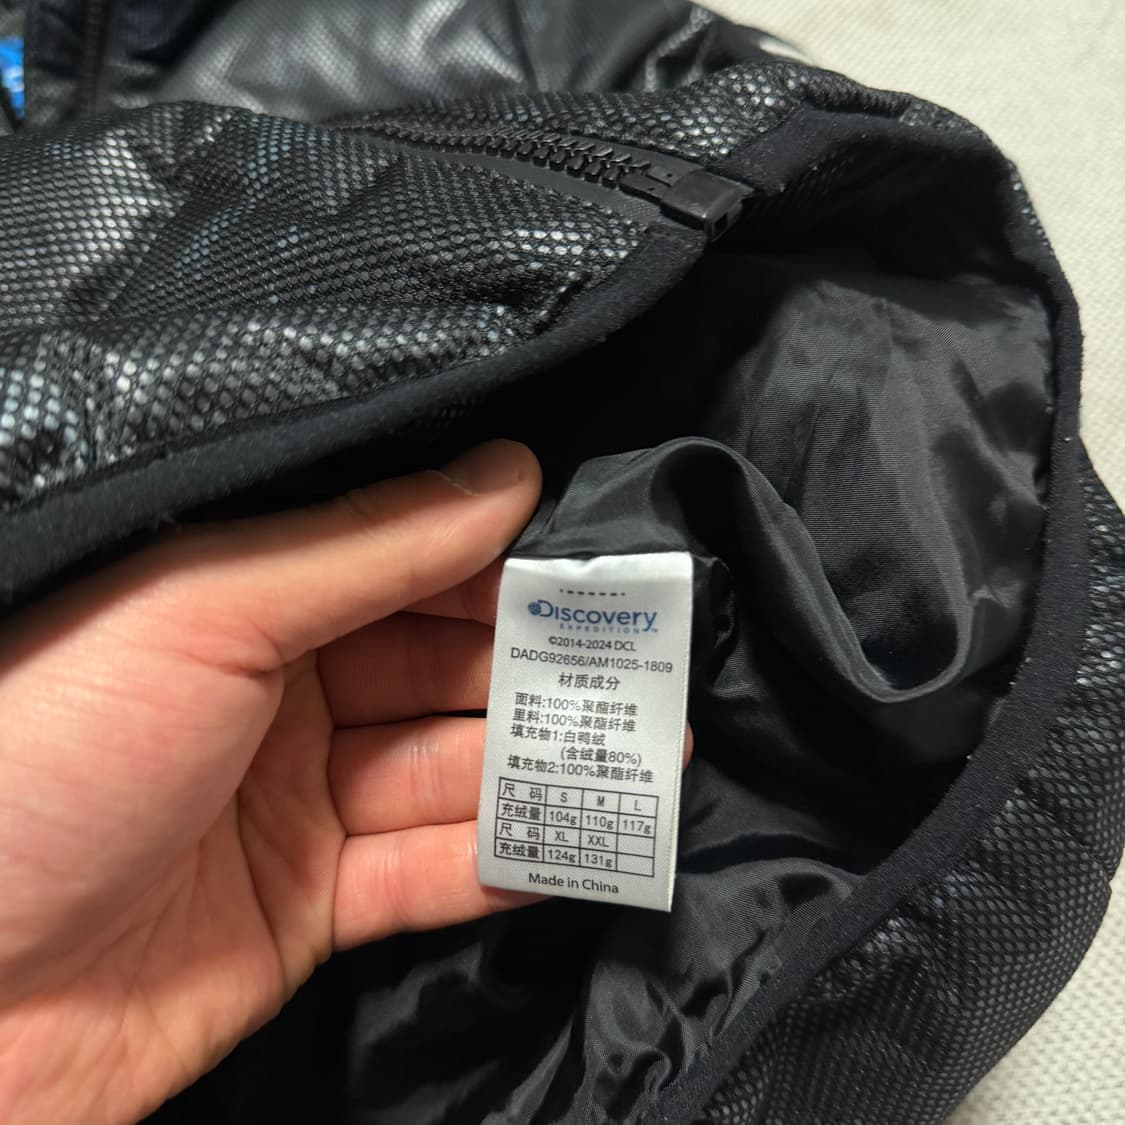 Discovery
EXPEDITION™
©2014-2024 DCL
DADG92656/AM1025-1809
材质成分
面料:100%聚酯纤维
里料:100%聚酯纤维
填充物1:白鸭绒
(含绒量80%)
填充物2:100%聚酯纤维
尺 码 S M L
充绒量 104g 110g 117g
尺 码 XL XXL
充绒量 124g 131g
Made in China